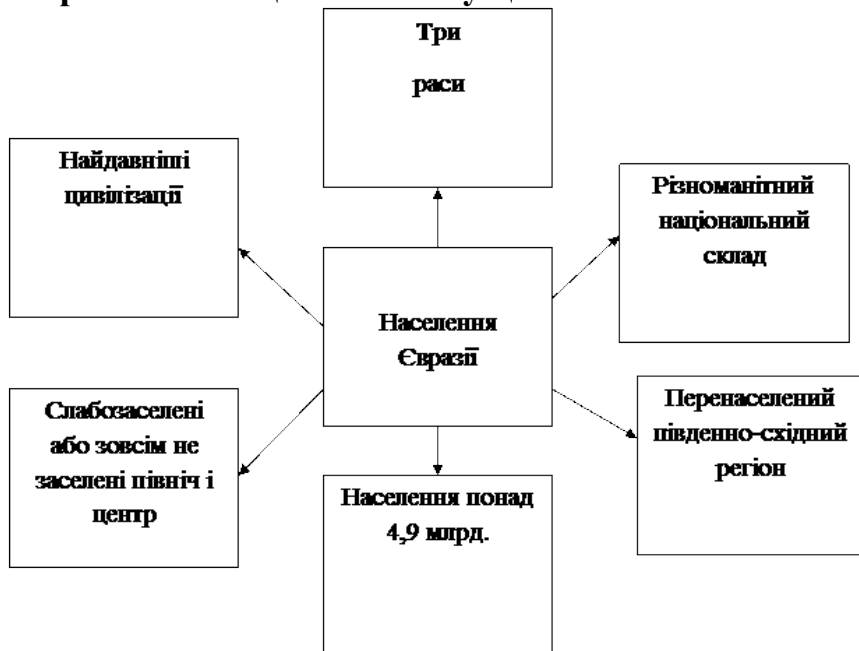 Три
раси
Найдавніші
цивілізації
Різноманітний
національний
склад
Населення
Євразії
Слабозаселені
або зовсім не
заселені північ і
центр
Перенаселений
південно-східний
регіон
Населення понад
4,9 млрд.